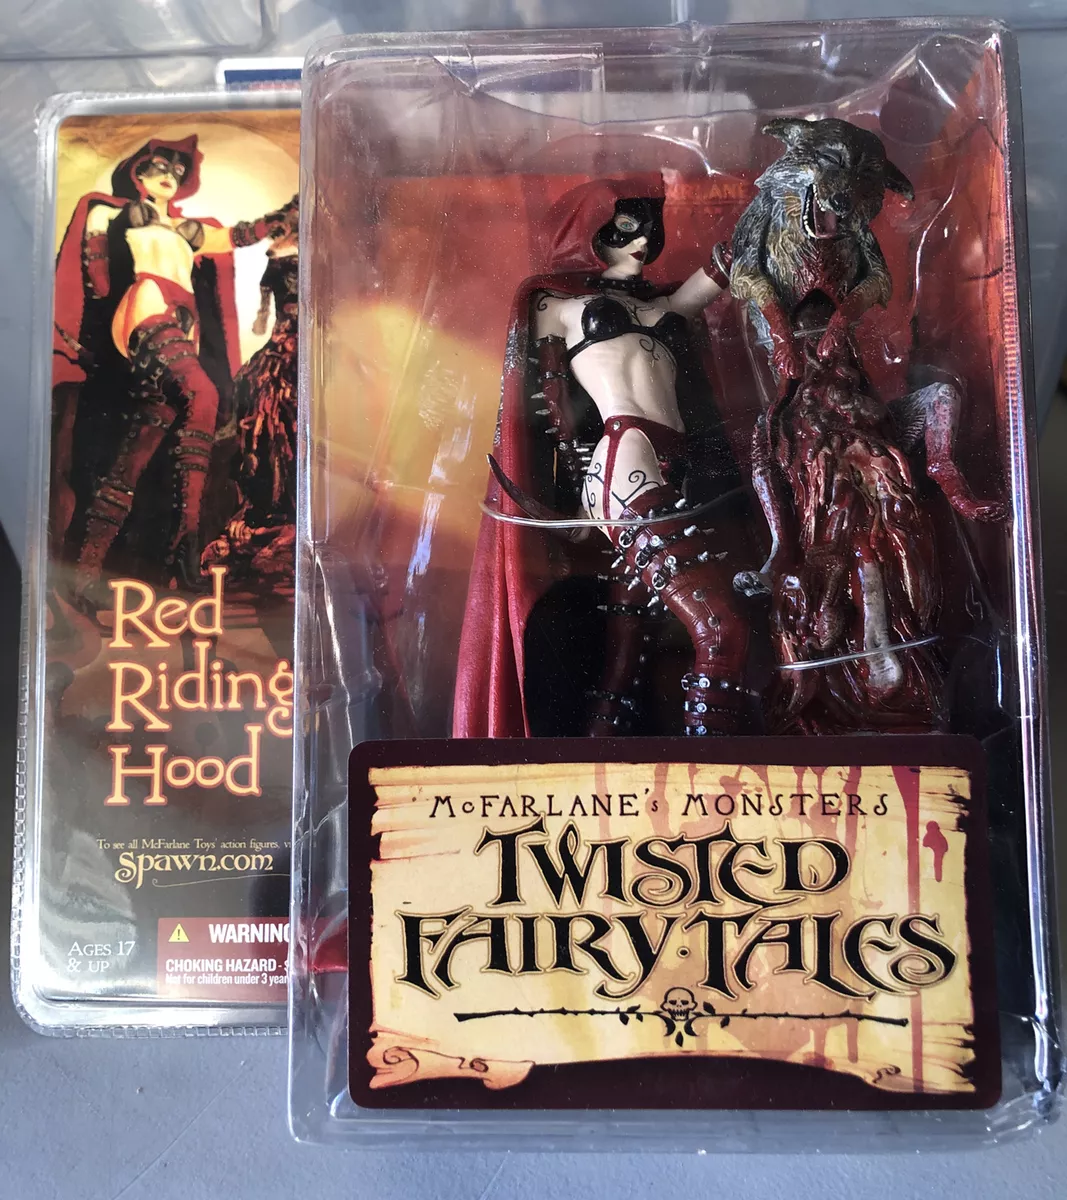 Red
Riding
Hood
To see all McFarlane Toys' action figures,
Spawn.com
AGES 17
& UP
WARNING
CHOKING HAZARD -
Not for children under 3
McFARLANE's MONSTERS
TWISTED
FAIRY·TALES